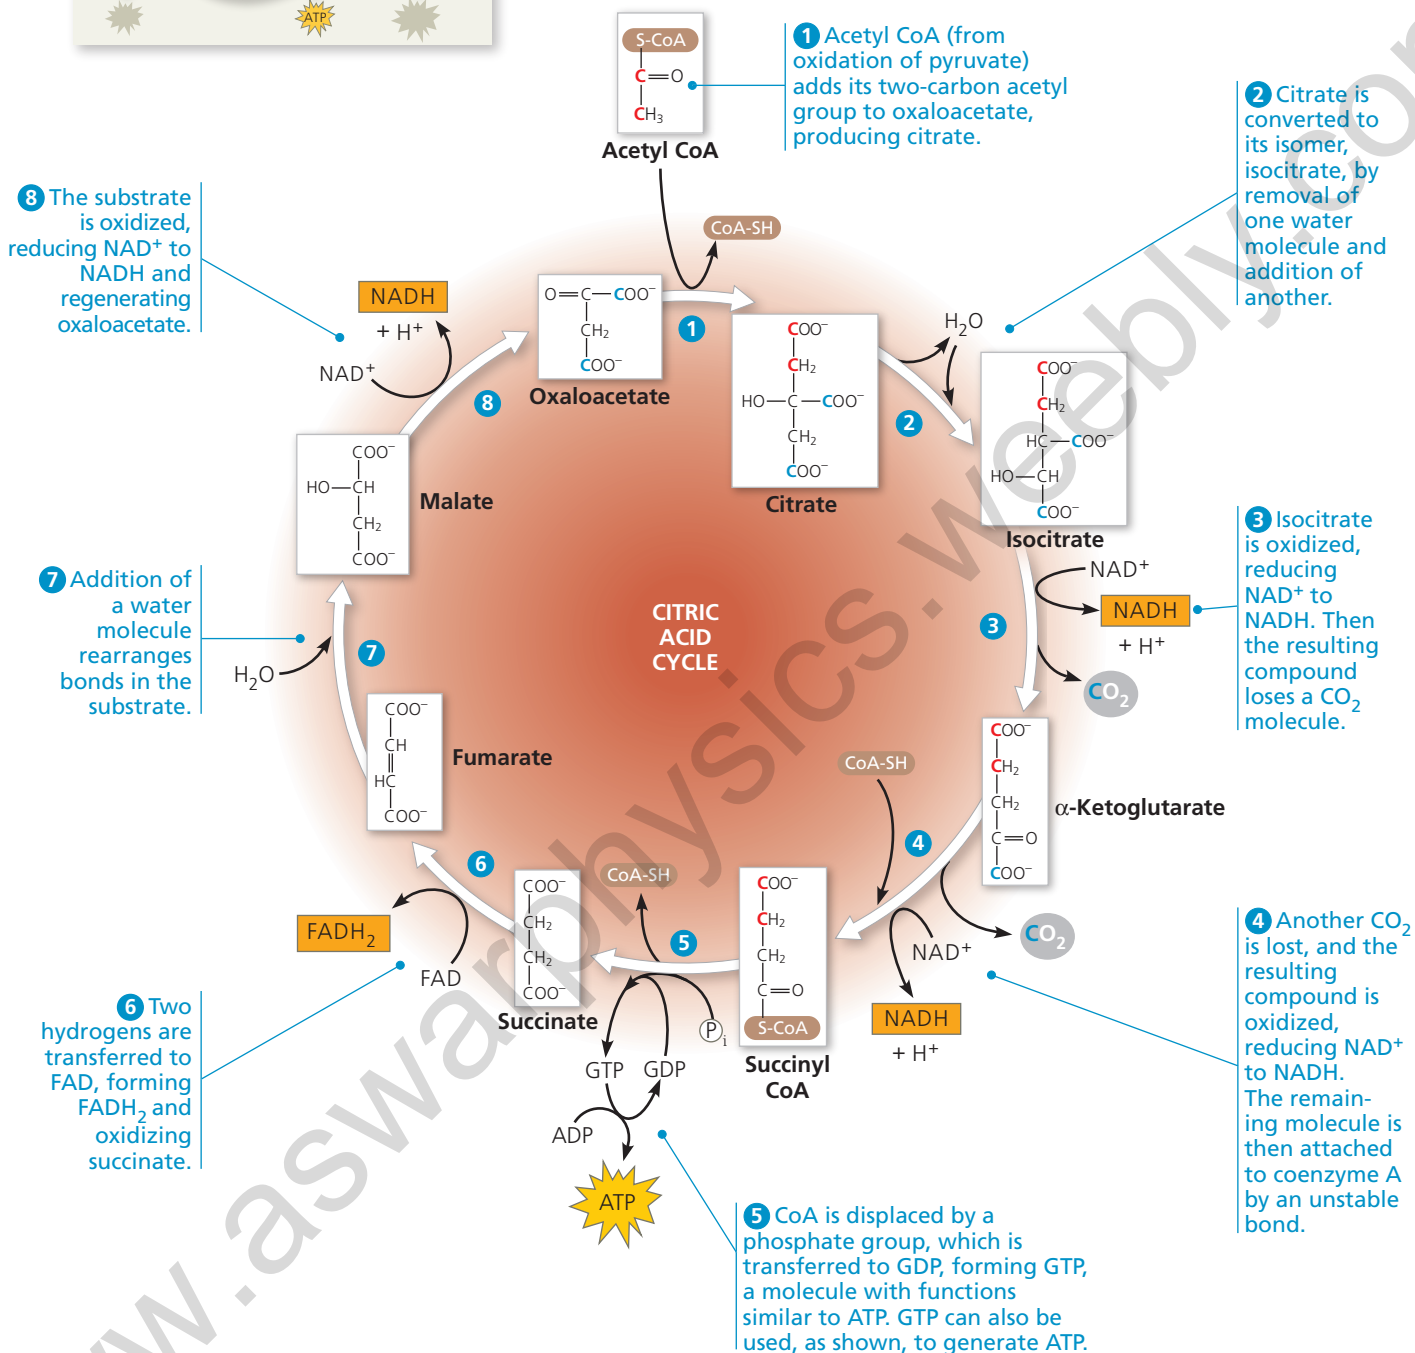 ATP
S-CoA
C=O
CH₃
Acetyl CoA
1 Acetyl CoA (from
oxidation of pyruvate)
adds its two-carbon acetyl
group to oxaloacetate,
producing citrate.
2 Citrate is
converted to
its isomer,
isocitrate, by
removal of
one water
molecule and
addition of
another.
8 The substrate
is oxidized,
reducing NAD⁺ to
NADH and
regenerating
oxaloacetate.
CoA-SH
NADH
+ H⁺
NAD⁺
O=C—COO⁻
CH₂
COO⁻
Oxaloacetate
1
8
COO⁻
CH₂
HO—C—COO⁻
CH₂
COO⁻
Citrate
H₂O
2
COO⁻
CH₂
HC—COO⁻
HO—CH
COO⁻
Isocitrate
COO⁻
HO—CH
CH₂
COO⁻
Malate
3 Isocitrate
is oxidized,
reducing
NAD⁺ to
NADH. Then
the resulting
compound
loses a CO₂
molecule.
NAD⁺
NADH
+ H⁺
3
CO₂
CITRIC
ACID
CYCLE
7 Addition of
a water
molecule
rearranges
bonds in the
substrate.
H₂O
7
COO⁻
CH
HC
COO⁻
Fumarate
COO⁻
CH₂
CH₂
C=O
COO⁻
α-Ketoglutarate
CoA-SH
4
CO₂
NAD⁺
NADH
+ H⁺
4 Another CO₂
is lost, and the
resulting
compound is
oxidized,
reducing NAD⁺
to NADH.
The remain-
ing molecule is
then attached
to coenzyme A
by an unstable
bond.
COO⁻
CH₂
CH₂
C=O
S-CoA
Succinyl
CoA
5
CoA-SH
Pi
GTP
GDP
ADP
ATP
5 CoA is displaced by a
phosphate group, which is
transferred to GDP, forming GTP,
a molecule with functions
similar to ATP. GTP can also be
used, as shown, to generate ATP.
COO⁻
CH₂
CH₂
COO⁻
Succinate
6
FADH₂
FAD
6 Two
hydrogens are
transferred to
FAD, forming
FADH₂ and
oxidizing
succinate.
w.aswarphysics.weebly.co